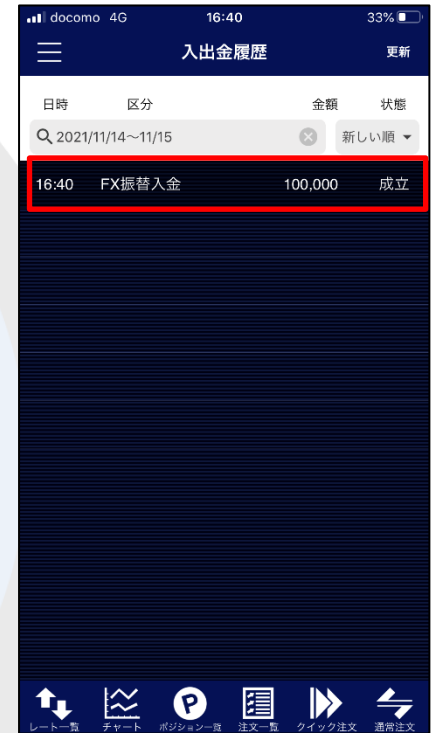 docomo 4G 16:40 33%
入出金履歴 更新
日時 区分 金額 状態
2021/11/14～11/15 新しい順
16:40 FX振替入金 100,000 成立
レート一覧 チャート ポジション一覧 注文一覧 クイック注文 通常注文